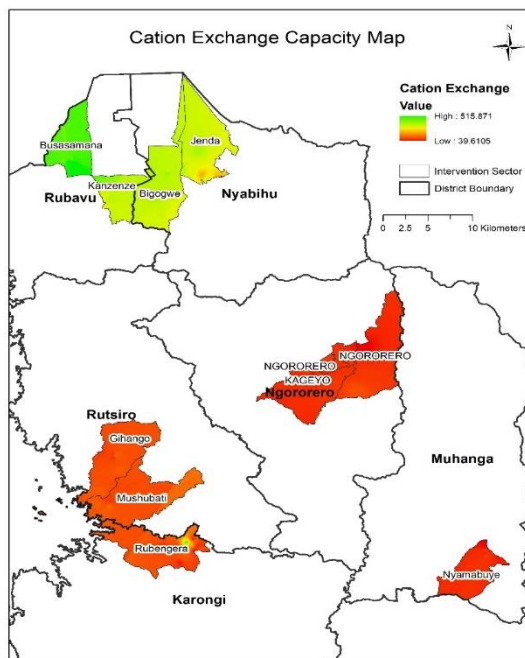 Cation Exchange Capacity Map
N
Cation Exchange
Value
High : 515.871
Low : 39.6105
Intervention Sector
District Boundary
0 2.5 5 10 Kilometers
Busasamana
Jenda
Kanzenze
Bigogwe
Rubavu
Nyabihu
NGORORERO
NGORORERO
KAGEYO
Ngororero
Rutsiro
Gihango
Muhanga
Mushubati
Rubengera
Nyamabuye
Karongi